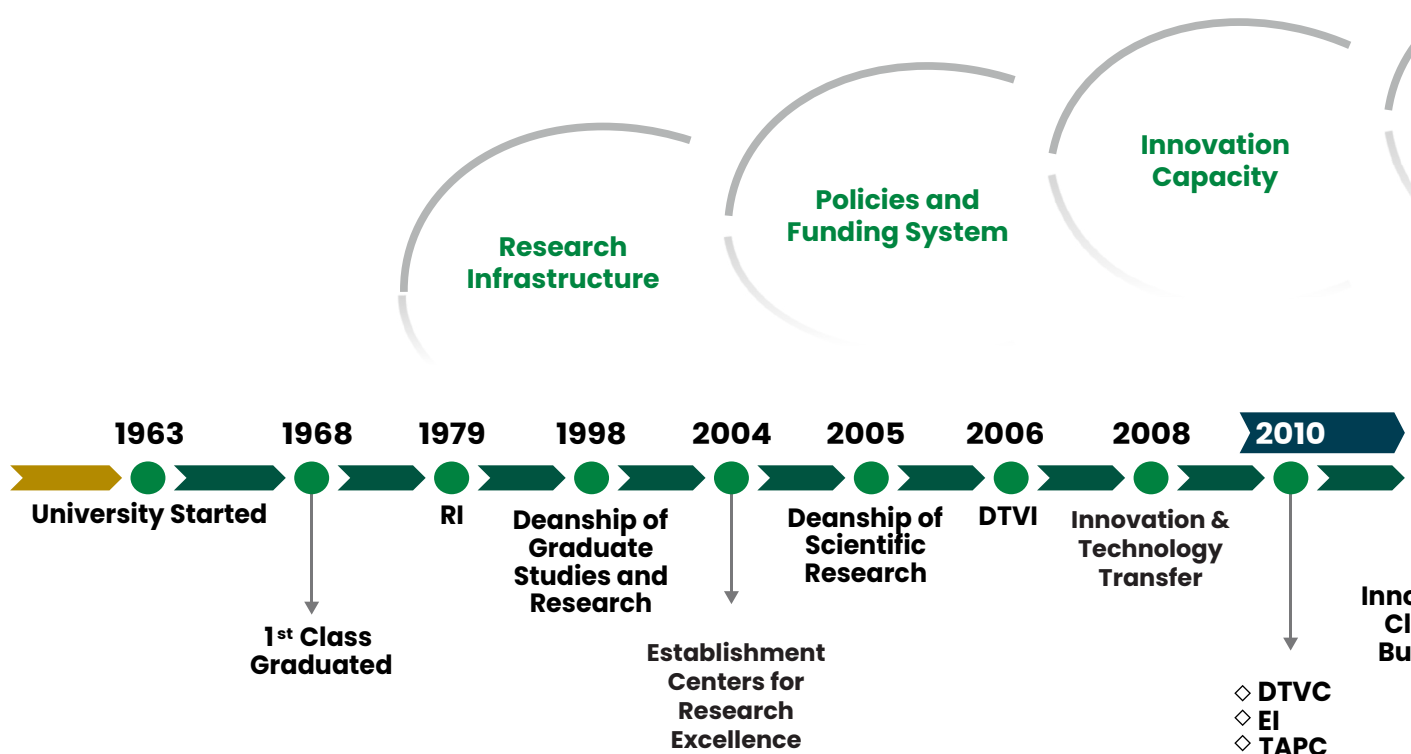 Innovation
Capacity
Policies and
Funding System
Research
Infrastructure
1963
1968
1979
1998
2004
2005
2006
2008
2010
University Started
1st Class
Graduated
RI
Deanship of
Graduate
Studies and
Research
Establishment
Centers for
Research
Excellence
Deanship of
Scientific
Research
DTVI
Innovation &
Technology
Transfer
DTVC
EI
TAPC